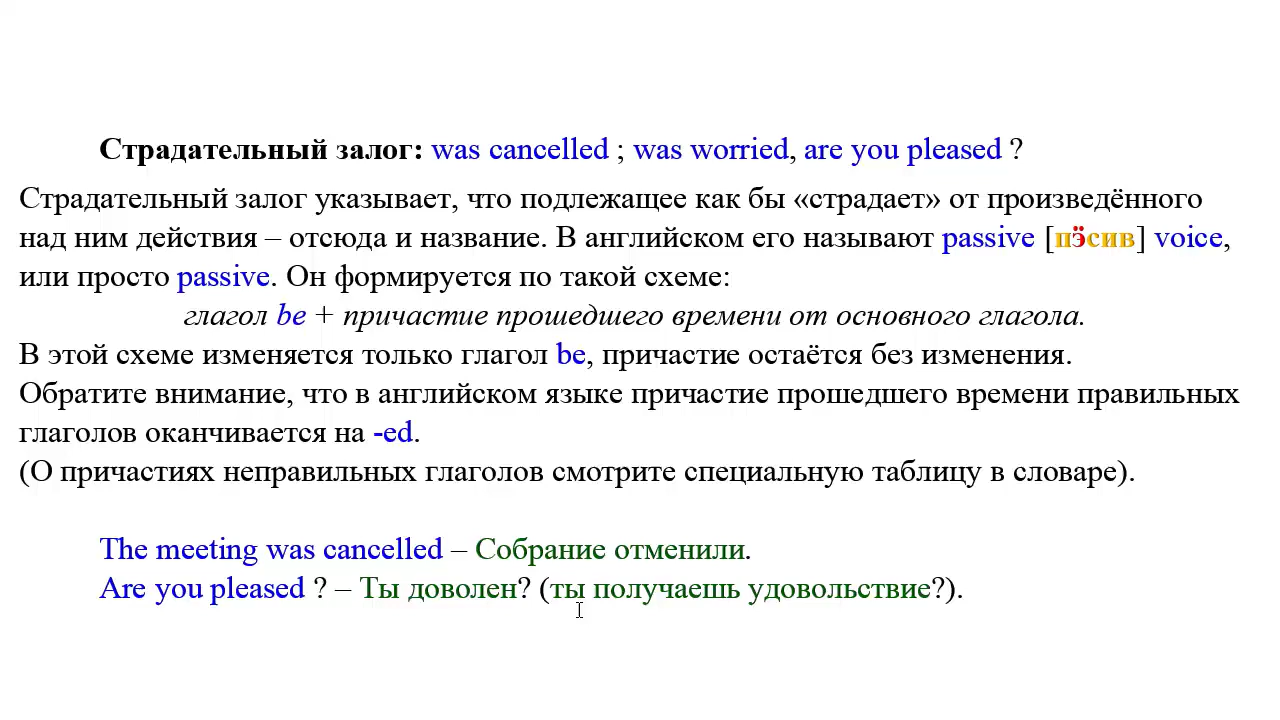 Страдательный залог: was cancelled ; was worried, are you pleased ?
Страдательный залог указывает, что подлежащее как бы «страдает» от произведённого
над ним действия – отсюда и название. В английском его называют passive [пӭсив] voice,
или просто passive. Он формируется по такой схеме:
глагол be + причастие прошедшего времени от основного глагола.
В этой схеме изменяется только глагол be, причастие остаётся без изменения.
Обратите внимание, что в английском языке причастие прошедшего времени правильных
глаголов оканчивается на -ed.
(О причастиях неправильных глаголов смотрите специальную таблицу в словаре).
The meeting was cancelled – Собрание отменили.
Are you pleased ? – Ты доволен? (ты получаешь удовольствие?).